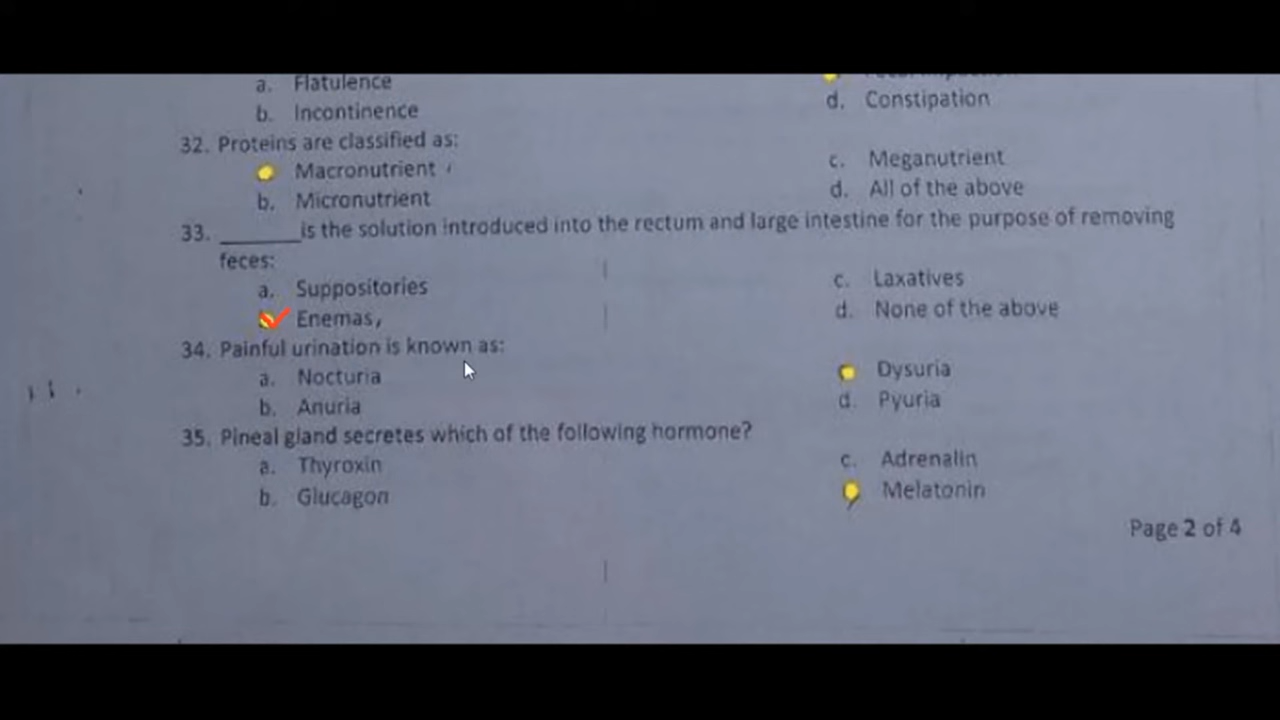 a. Flatulence
b. Incontinence
d. Constipation
32. Proteins are classified as:
Macronutrient
b. Micronutrient
c. Meganutrient
d. All of the above
33. _______is the solution introduced into the rectum and large intestine for the purpose of removing
feces:
a. Suppositories
Enemas,
c. Laxatives
d. None of the above
34. Painful urination is known as:
a. Nocturia
b. Anuria
Dysuria
d. Pyuria
35. Pineal gland secretes which of the following hormone?
a. Thyroxin
b. Glucagon
c. Adrenalin
Melatonin
Page 2 of 4